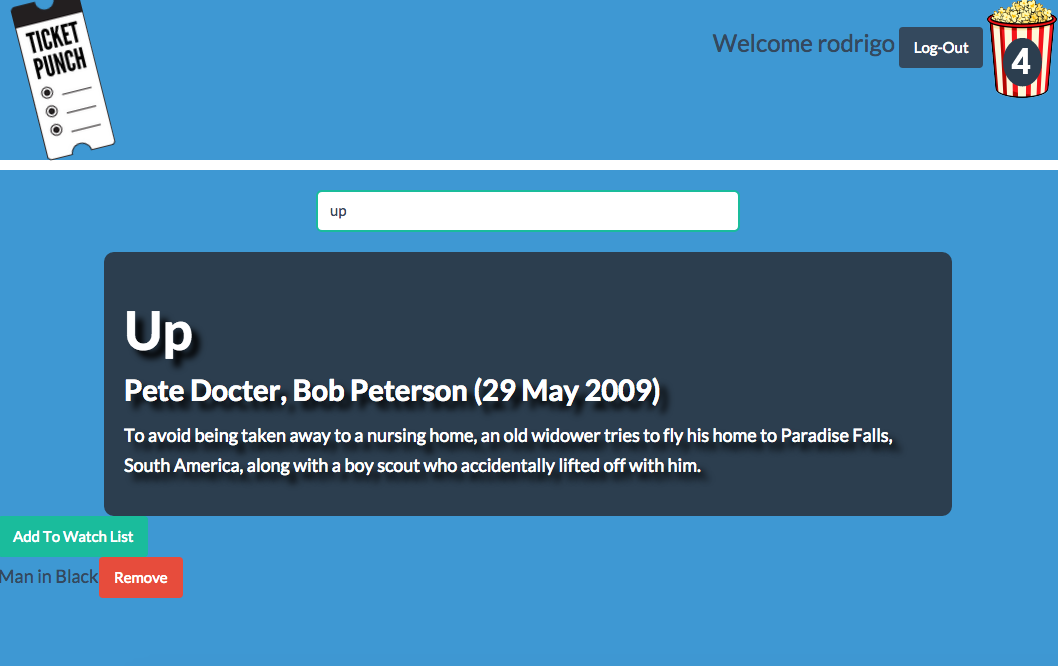 TICKET
PUNCH
Welcome rodrigo
Log-Out
4
up
Up
Pete Docter, Bob Peterson (29 May 2009)
To avoid being taken away to a nursing home, an old widower tries to fly his home to Paradise Falls,
South America, along with a boy scout who accidentally lifted off with him.
Add To Watch List
Man in Black
Remove